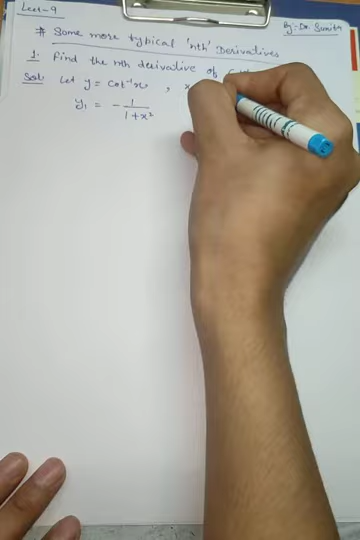 Lect-9
By:- Dr. Sunita
# Some more typical 'nth' Derivatives
1. Find the nth derivative of
Sol: Let y = cot⁻¹x ,
y₁ = - 1/(1+x²)